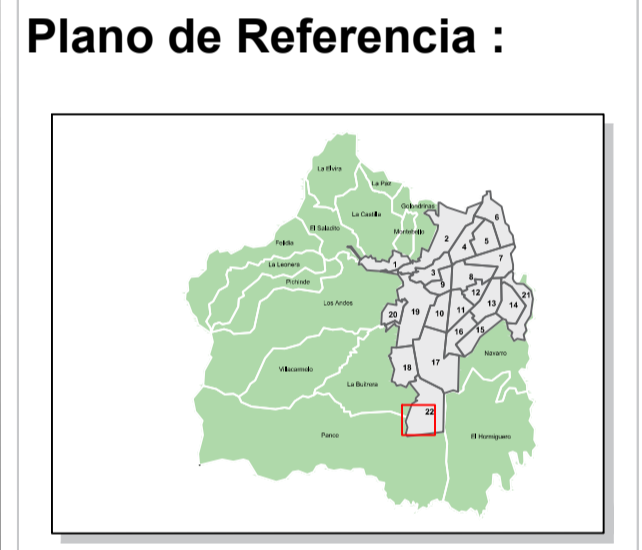 Plano de Referencia :
La Elvira
La Paz
La Castilla
Golondrinas
6
El Saladito
Montebello
2
4
5
Felidia
7
La Leonera
1
3
8
Pichinde
9
12
21
Los Andes
13
14
20
19
10
11
16
15
Navarro
18
17
Villacarmelo
La Buitrera
22
Pance
El Hormiguero